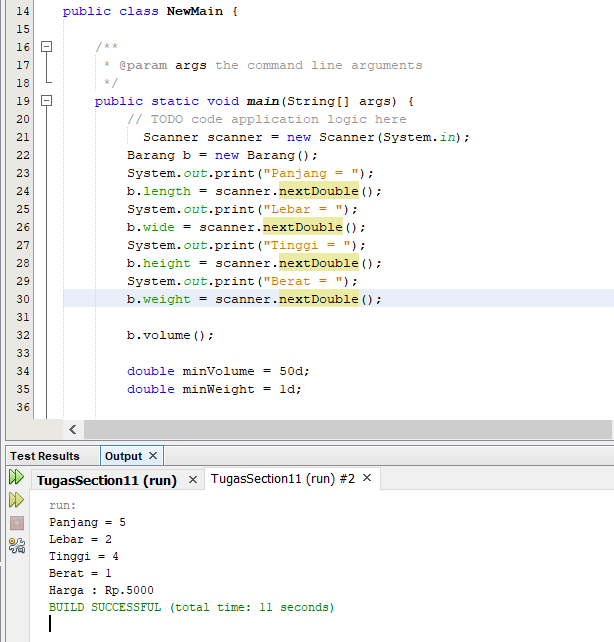 14 public class NewMain {
15
16 /**
17 * @param args the command line arguments
18 */
19 public static void main(String[] args) {
20 // TODO code application logic here
21 Scanner scanner = new Scanner(System.in);
22 Barang b = new Barang();
23 System.out.print("Panjang = ");
24 b.length = scanner.nextDouble();
25 System.out.print("Lebar = ");
26 b.wide = scanner.nextDouble();
27 System.out.print("Tinggi = ");
28 b.height = scanner.nextDouble();
29 System.out.print("Berat = ");
30 b.weight = scanner.nextDouble();
31
32 b.volume();
33
34 double minVolume = 50d;
35 double minWeight = 1d;
36
Test Results Output ×
TugasSection11 (run) × TugasSection11 (run) #2 ×
run:
Panjang = 5
Lebar = 2
Tinggi = 4
Berat = 1
Harga : Rp.5000
BUILD SUCCESSFUL (total time: 11 seconds)